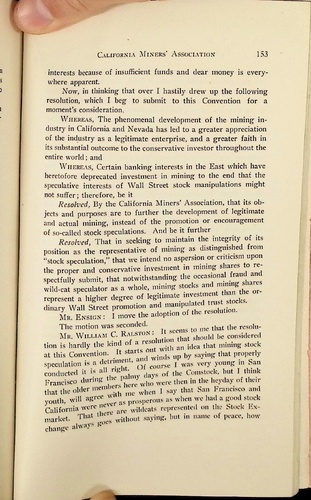 CALIFORNIA MINERS' ASSOCIATION 153
interests because of insufficient funds and dear money is every-
where apparent.
Now, in thinking that over I hastily drew up the following
resolution, which I beg to submit to this Convention for a
moment's consideration.
WHEREAS, The phenomenal development of the mining in-
dustry in California and Nevada has led to a greater appreciation
of the industry as a legitimate enterprise, and a greater faith in
its substantial outcome to the conservative investor throughout the
entire world; and
WHEREAS, Certain banking interests in the East which have
heretofore deprecated investment in mining to the end that the
speculative interests of Wall Street stock manipulations might
not suffer; therefore, be it
Resolved, By the California Miners' Association, that its ob-
jects and purposes are to further the development of legitimate
and actual mining, instead of the promotion or encouragement
of so-called stock speculations. And be it further
Resolved, That in seeking to maintain the integrity of its
position as the representative of mining as distinguished from
"stock speculation," that we intend no aspersion or criticism upon
the proper and conservative investment in mining shares to re-
spectfully submit, that notwithstanding the occasional fraud and
wild-cat speculator as a whole, mining stocks and mining shares
represent a higher degree of legitimate investment than the or-
dinary Wall Street promotion and manipulated trust stocks.
MR. ENSIGN: I move the adoption of the resolution.
The motion was seconded.
MR. WILLIAM C. RALSTON: It seems to me that the resolu-
tion is hardly the kind of a resolution that should be considered
at this Convention. It starts out with an idea that mining stock
speculation is a detriment, and winds up by saying that properly
conducted it is all right. Of course I was very young in San
Francisco during the palmy days of the Comstock, but I think
that the older members here who were then in the heyday of their
youth, will agree with me when I say that San Francisco and
California were never as prosperous as when we had a good stock
market. That there are wildcats represented on the Stock Ex-
change always goes without saying, but in name of peace, how